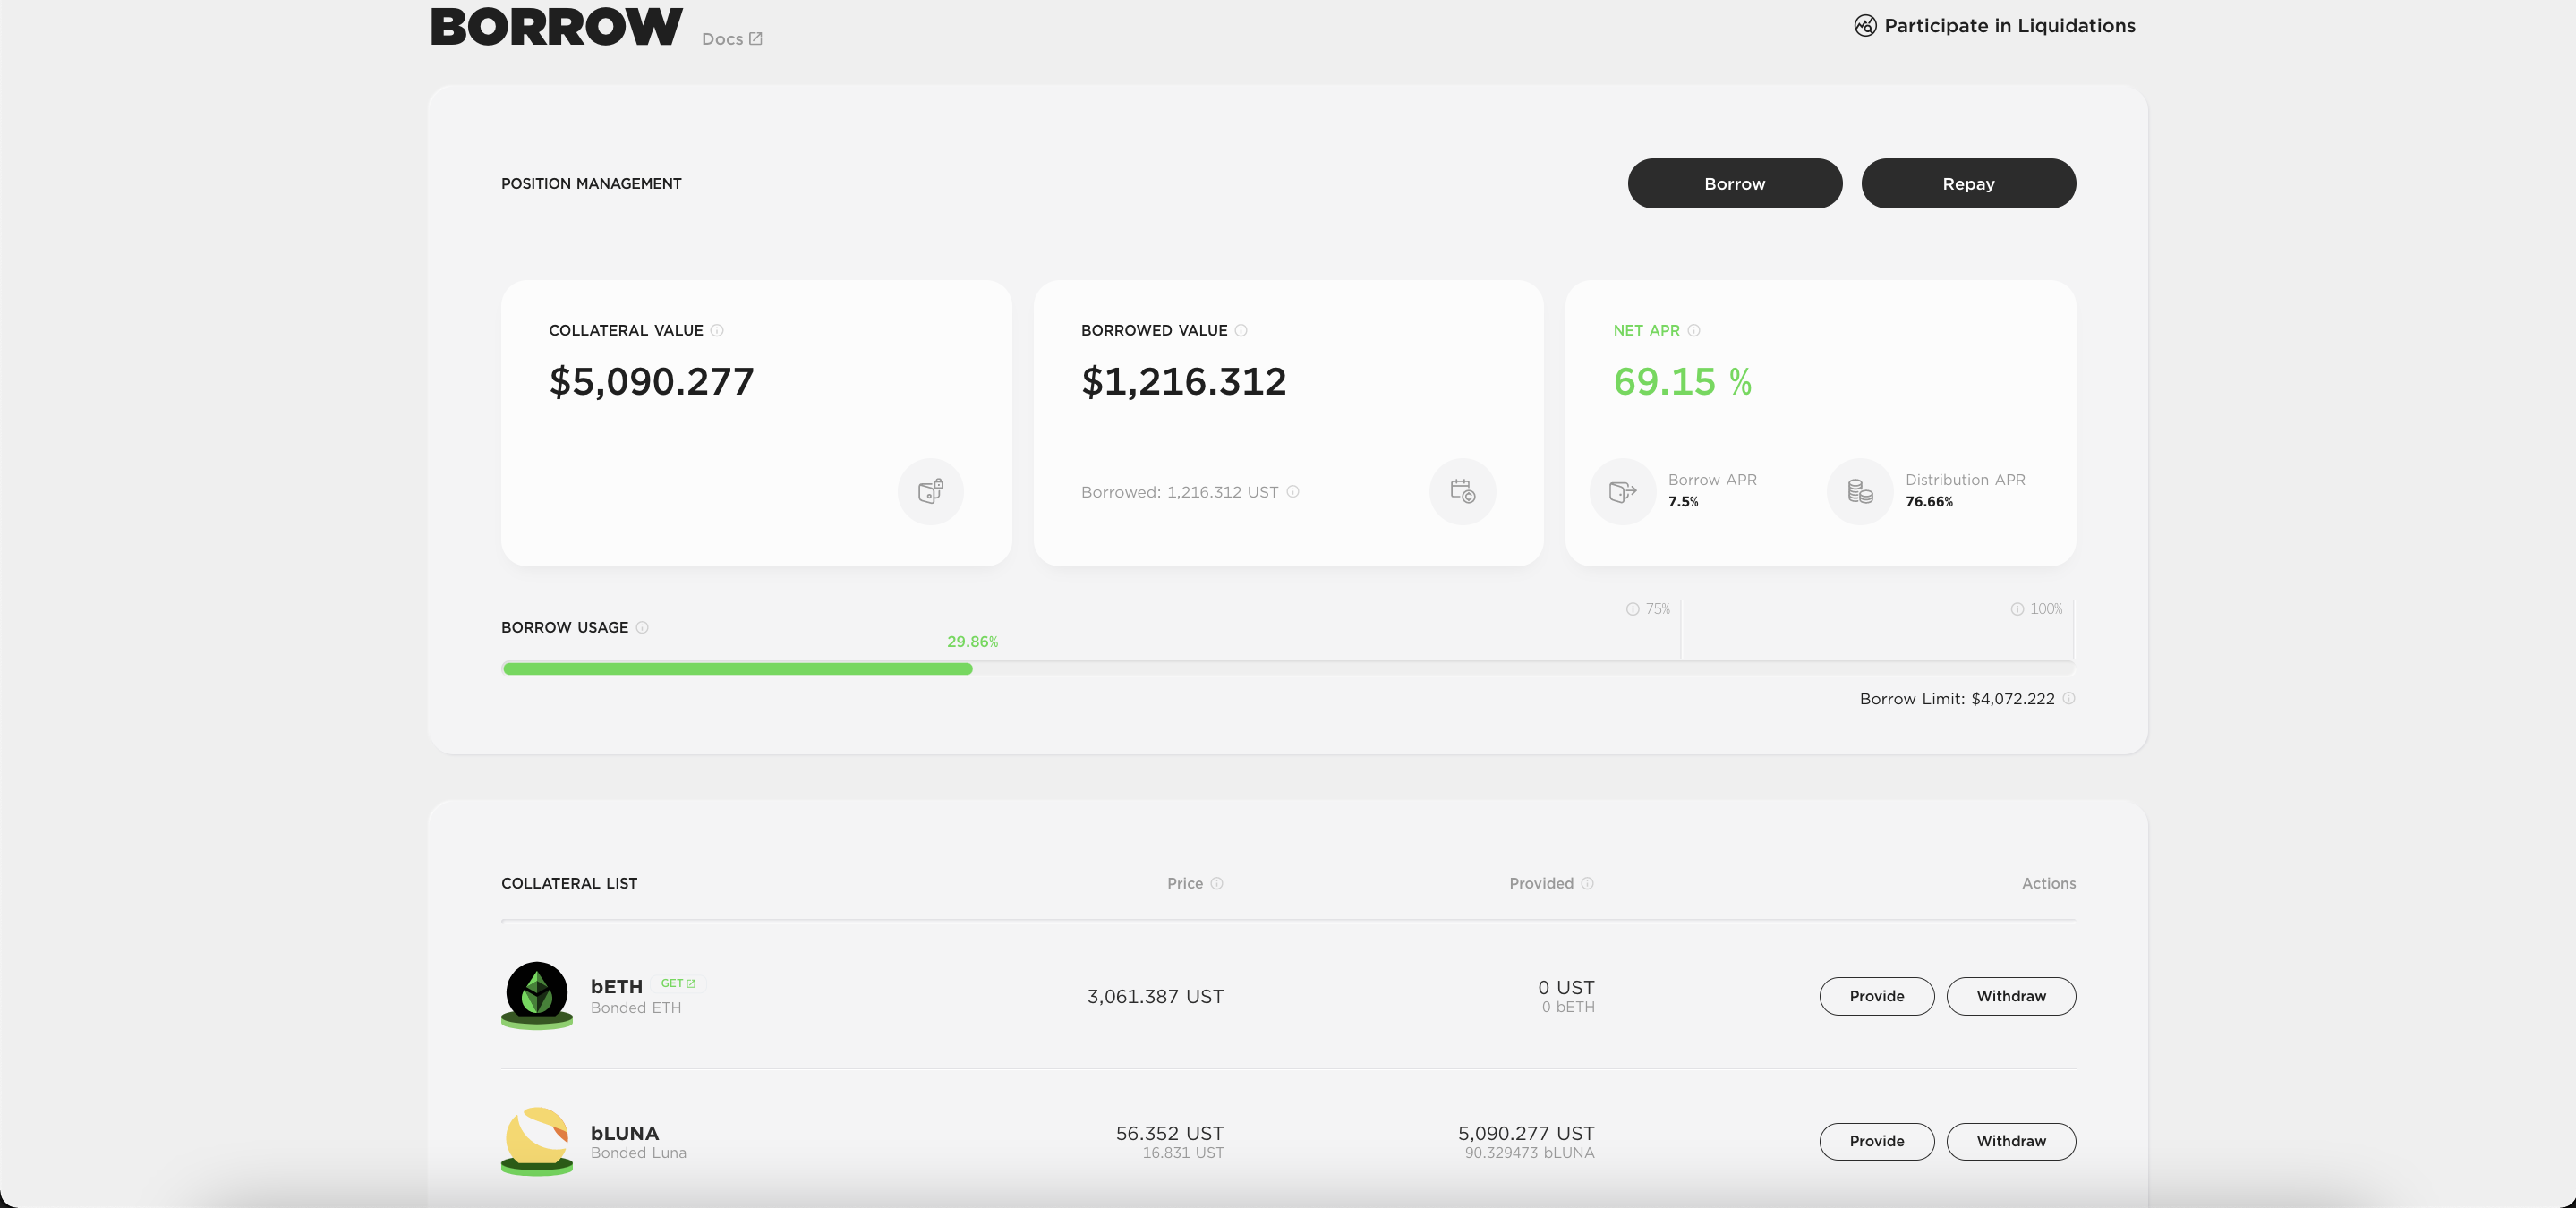 BORROW Docs
Participate in Liquidations
POSITION MANAGEMENT
Borrow
Repay
COLLATERAL VALUE
$5,090.277
BORROWED VALUE
$1,216.312
Borrowed: 1,216.312 UST
NET APR
69.15 %
Borrow APR
7.5%
Distribution APR
76.66%
BORROW USAGE
29.86%
75%
100%
Borrow Limit: $4,072.222
COLLATERAL LIST Price Provided Actions
bETH GET
Bonded ETH
3,061.387 UST
0 UST
0 bETH
Provide
Withdraw
bLUNA
Bonded Luna
56.352 UST
16.831 UST
5,090.277 UST
90.329473 bLUNA
Provide
Withdraw